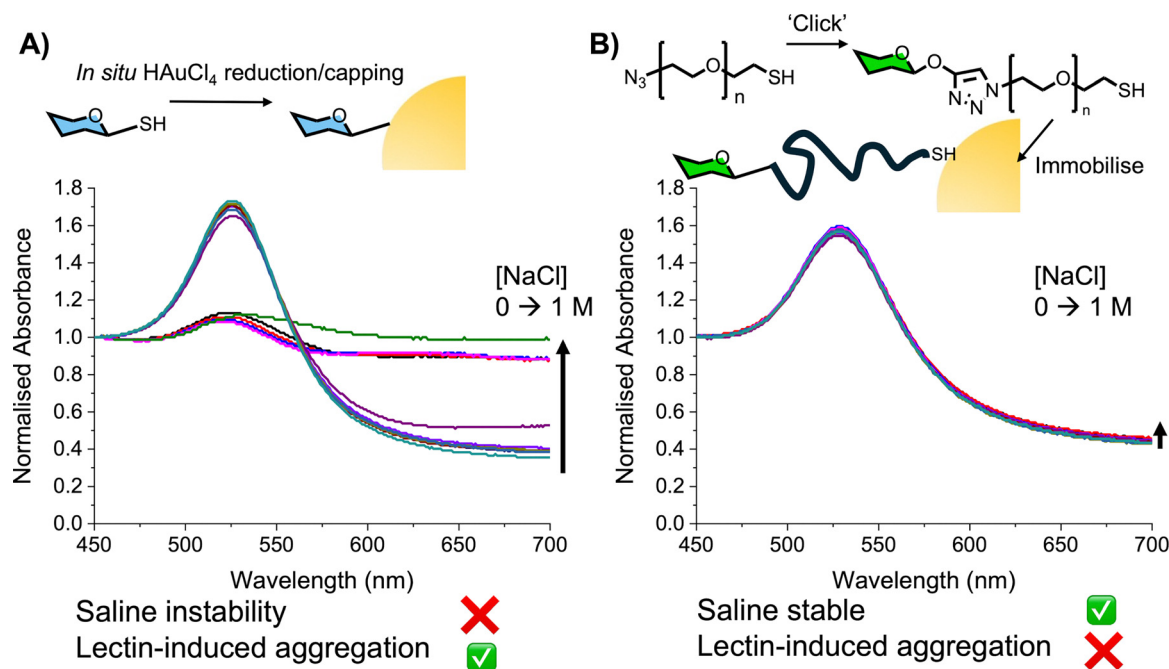 A)
In situ HAuCl₄ reduction/capping
O
SH
O
1.8
1.6
1.4
1.2
1.0
0.8
0.6
0.4
0.2
0.0
Normalised Absorbance
[NaCl]
0 → 1 M
450 500 550 600 650 700
Wavelength (nm)
Saline instability ❌
Lectin-induced aggregation ✅
B)
'Click'
N₃ O n SH
O O N N N O n SH
O SH
Immobilise
1.8
1.6
1.4
1.2
1.0
0.8
0.6
0.4
0.2
0.0
Normalised Absorbance
[NaCl]
0 → 1 M
450 500 550 600 650 700
Wavelength (nm)
Saline stable ✅
Lectin-induced aggregation ❌